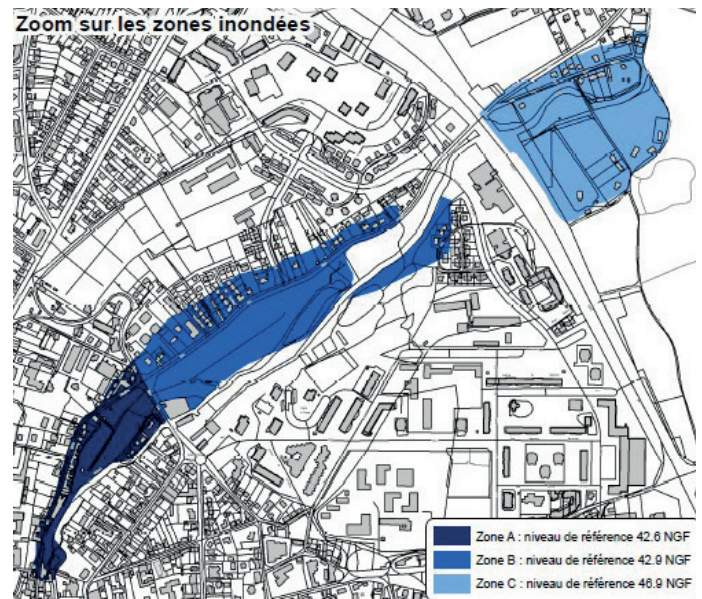 Zoom sur les zones inondées
Zone A : niveau de référence 42.6 NGF
Zone B : niveau de référence 42.9 NGF
Zone C : niveau de référence 46.9 NGF